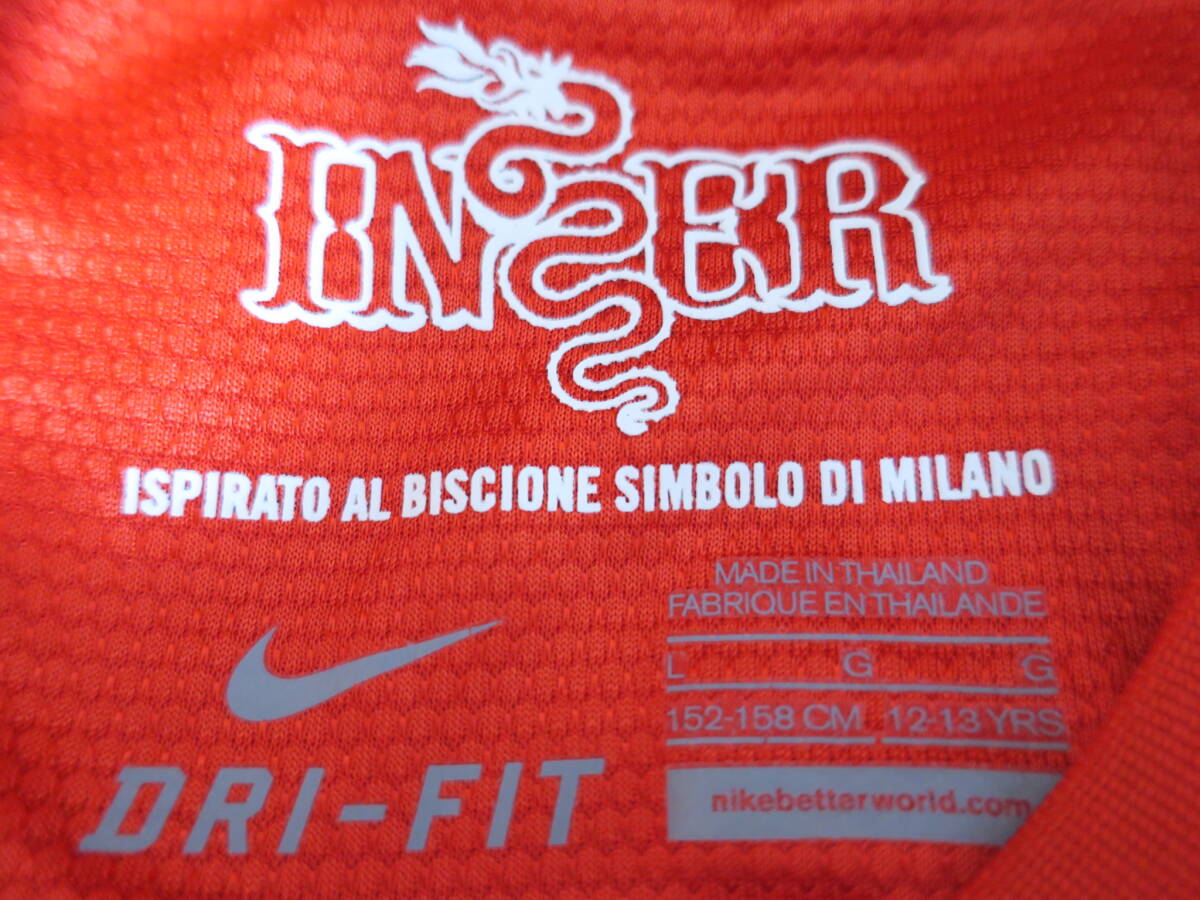 INTER
ISPIRATO AL BISCIONE SIMBOLO DI MILANO
MADE IN THAILAND
FABRIQUE EN THAILANDE
L G G
152-158 CM 12-13 YRS
nikebetterworld.com
DRI-FIT